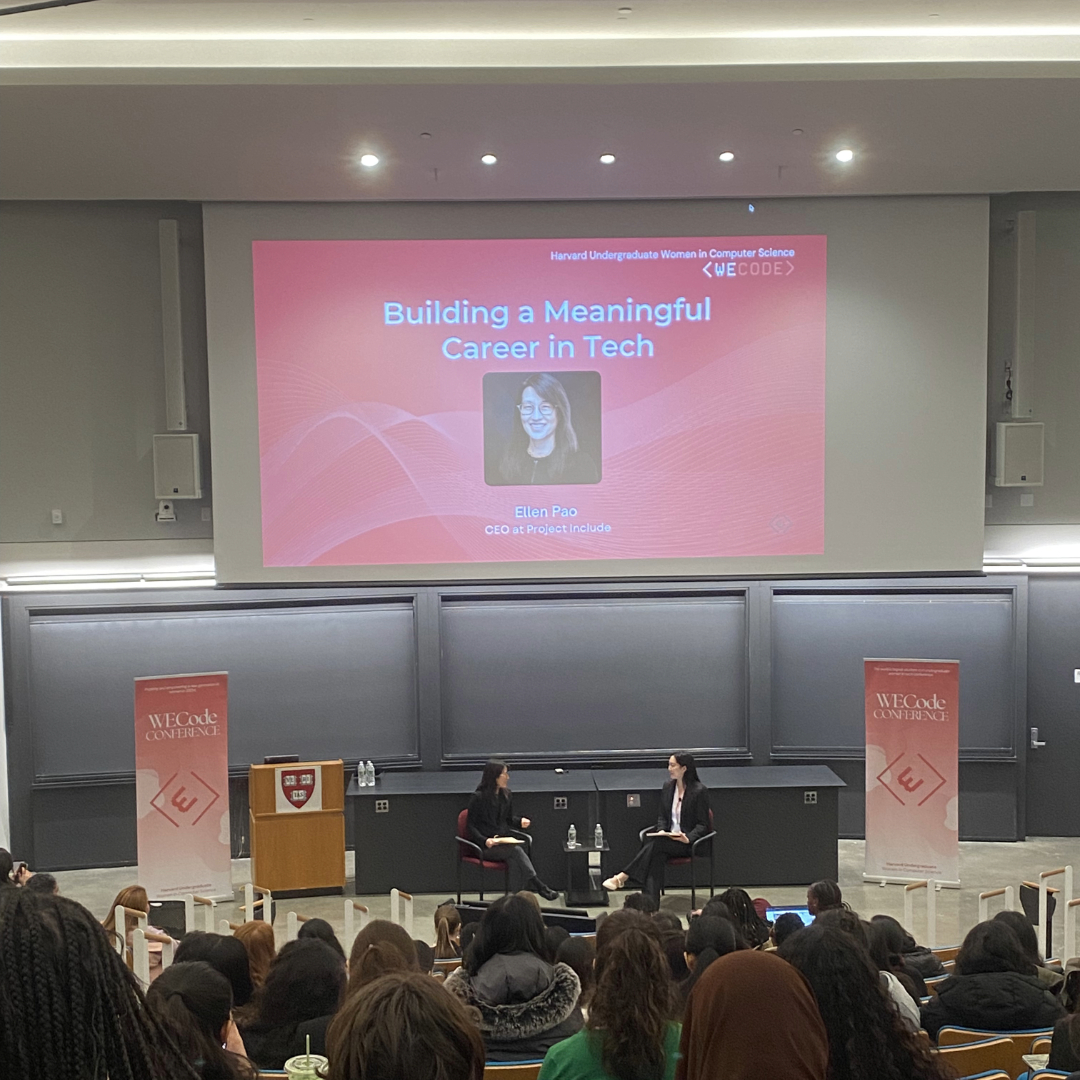 Harvard Undergraduate Women in Computer Science
<WECODE>
Building a Meaningful
Career in Tech
Ellen Pao
CEO at Project Include
WECode
CONFERENCE
WECode
CONFERENCE